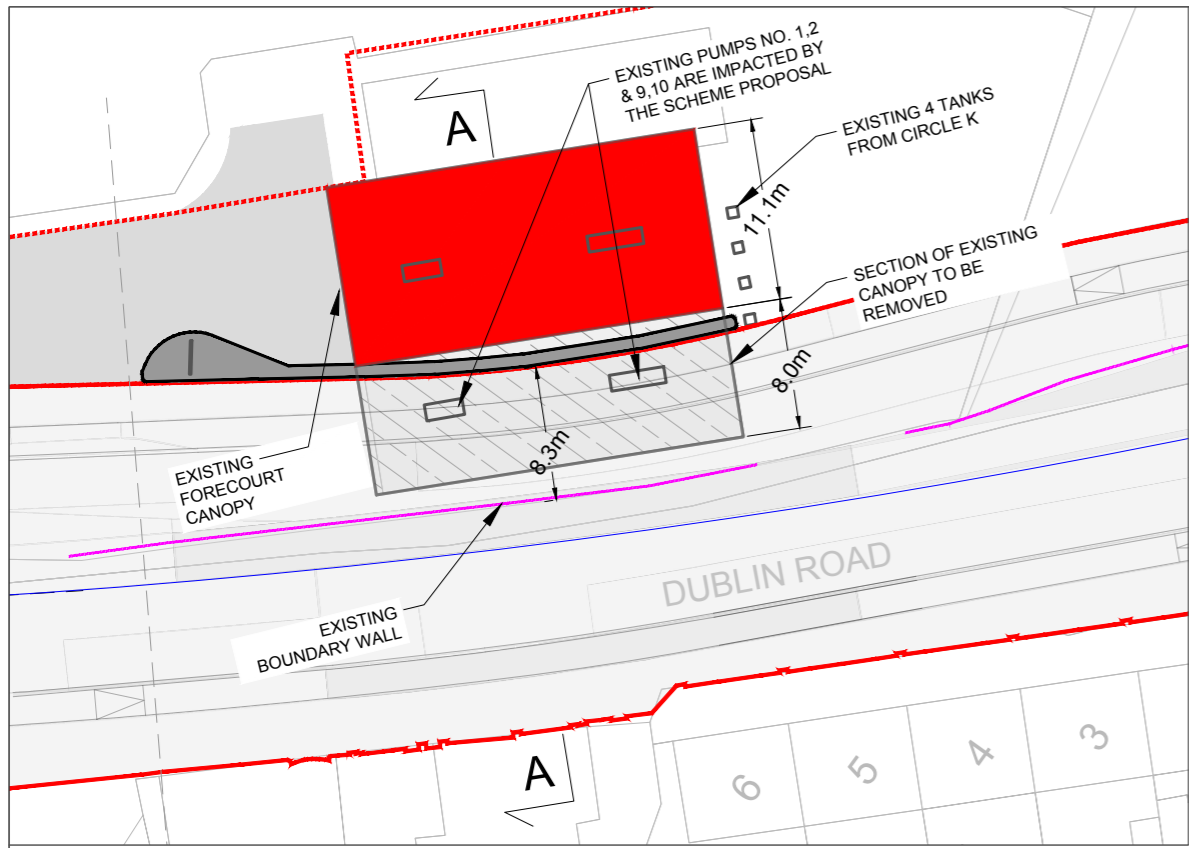 EXISTING PUMPS NO. 1,2
& 9,10 ARE IMPACTED BY
THE SCHEME PROPOSAL
A
EXISTING 4 TANKS
FROM CIRCLE K
11.1m
SECTION OF EXISTING
CANOPY TO BE
REMOVED
8.0m
8.3m
EXISTING
FORECOURT
CANOPY
DUBLIN ROAD
EXISTING
BOUNDARY WALL
A
6
5
4
3